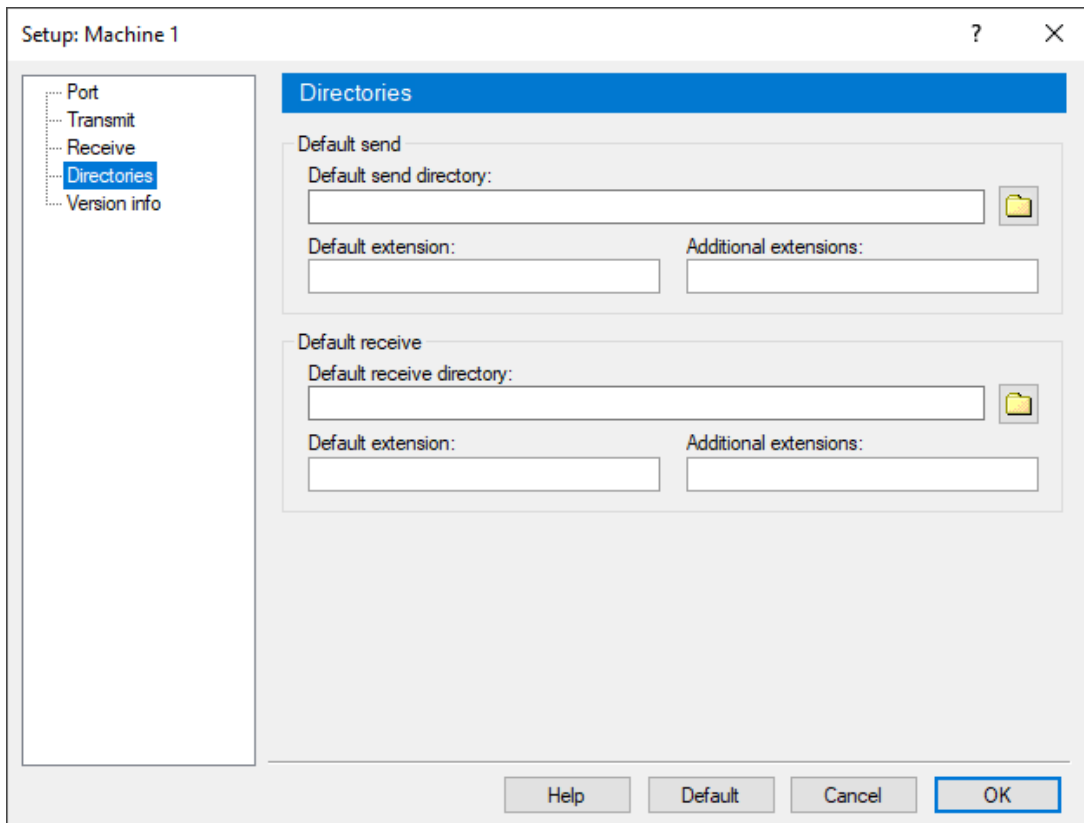 Setup: Machine 1
?
Port
Transmit
Receive
Directories
Version info
Directories
Default send
Default send directory:
Default extension: Additional extensions:
Default receive
Default receive directory:
Default extension: Additional extensions:
Help Default Cancel OK